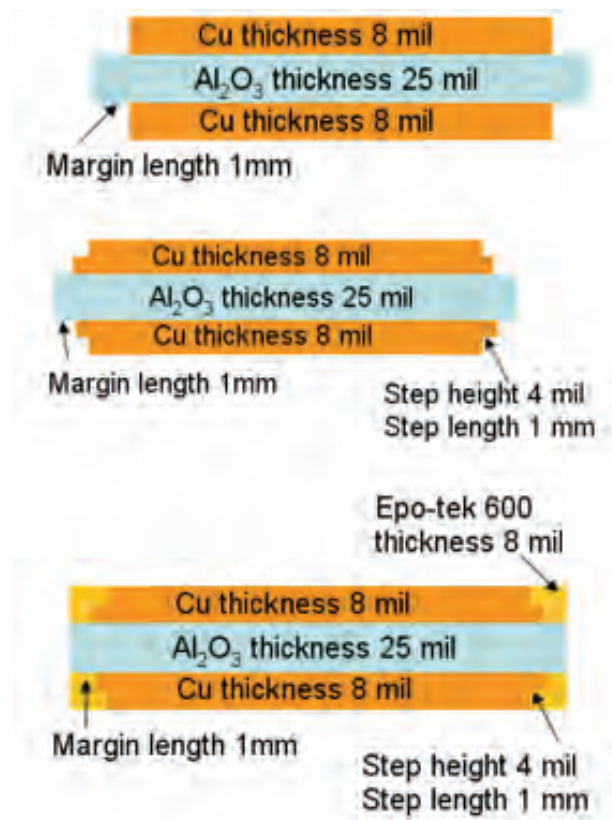 Cu thickness 8 mil
Al₂O₃ thickness 25 mil
Cu thickness 8 mil
Margin length 1mm
Cu thickness 8 mil
Al₂O₃ thickness 25 mil
Cu thickness 8 mil
Margin length 1mm
Step height 4 mil
Step length 1 mm
Epo-tek 600
thickness 8 mil
Cu thickness 8 mil
Al₂O₃ thickness 25 mil
Cu thickness 8 mil
Margin length 1mm
Step height 4 mil
Step length 1 mm